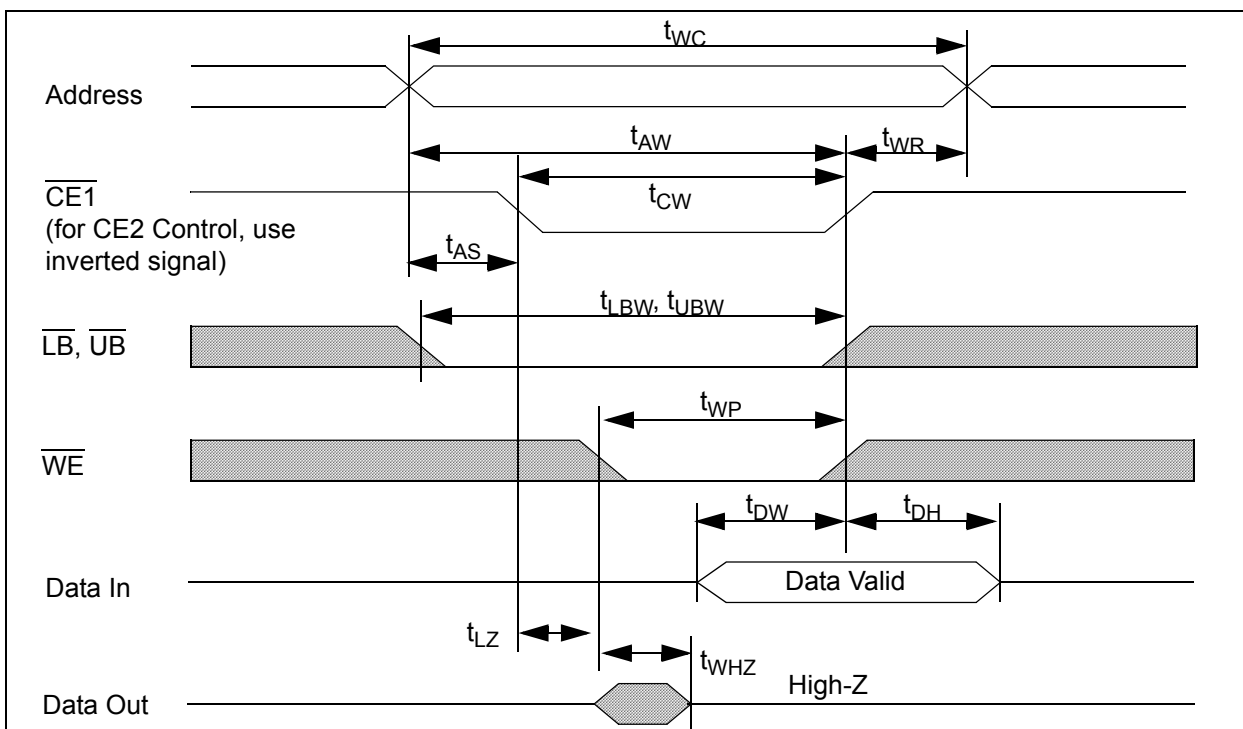 tWC
Address
tAW
tWR
CE1
tCW
(for CE2 Control, use
inverted signal)
tAS
tLBW, tUBW
LB, UB
tWP
WE
tDW
tDH
Data In
Data Valid
tLZ
tWHZ
High-Z
Data Out